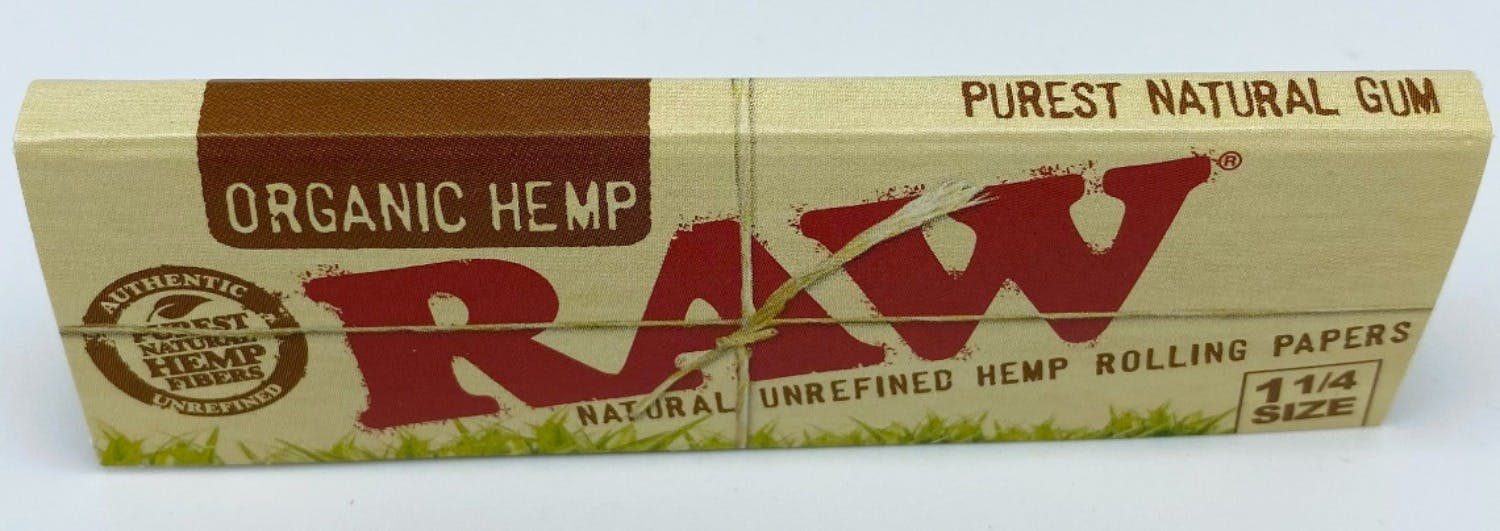 PUREST NATURAL GUM
ORGANIC HEMP
RAW®
AUTHENTIC
PUREST
NATURAL
HEMP
FIBERS
UNREFINED
NATURAL UNREFINED HEMP ROLLING PAPERS
1 1/4
SIZE